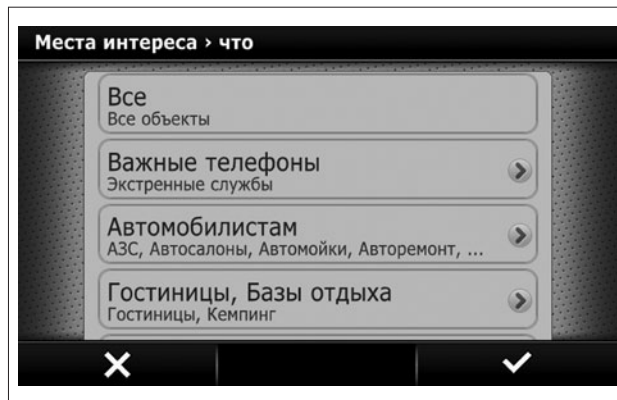 Места интереса › что
Все
Все объекты
Важные телефоны
Экстренные службы
Автомобилистам
АЗС, Автосалоны, Автомойки, Авторемонт, ...
Гостиницы, Базы отдыха
Гостиницы, Кемпинг